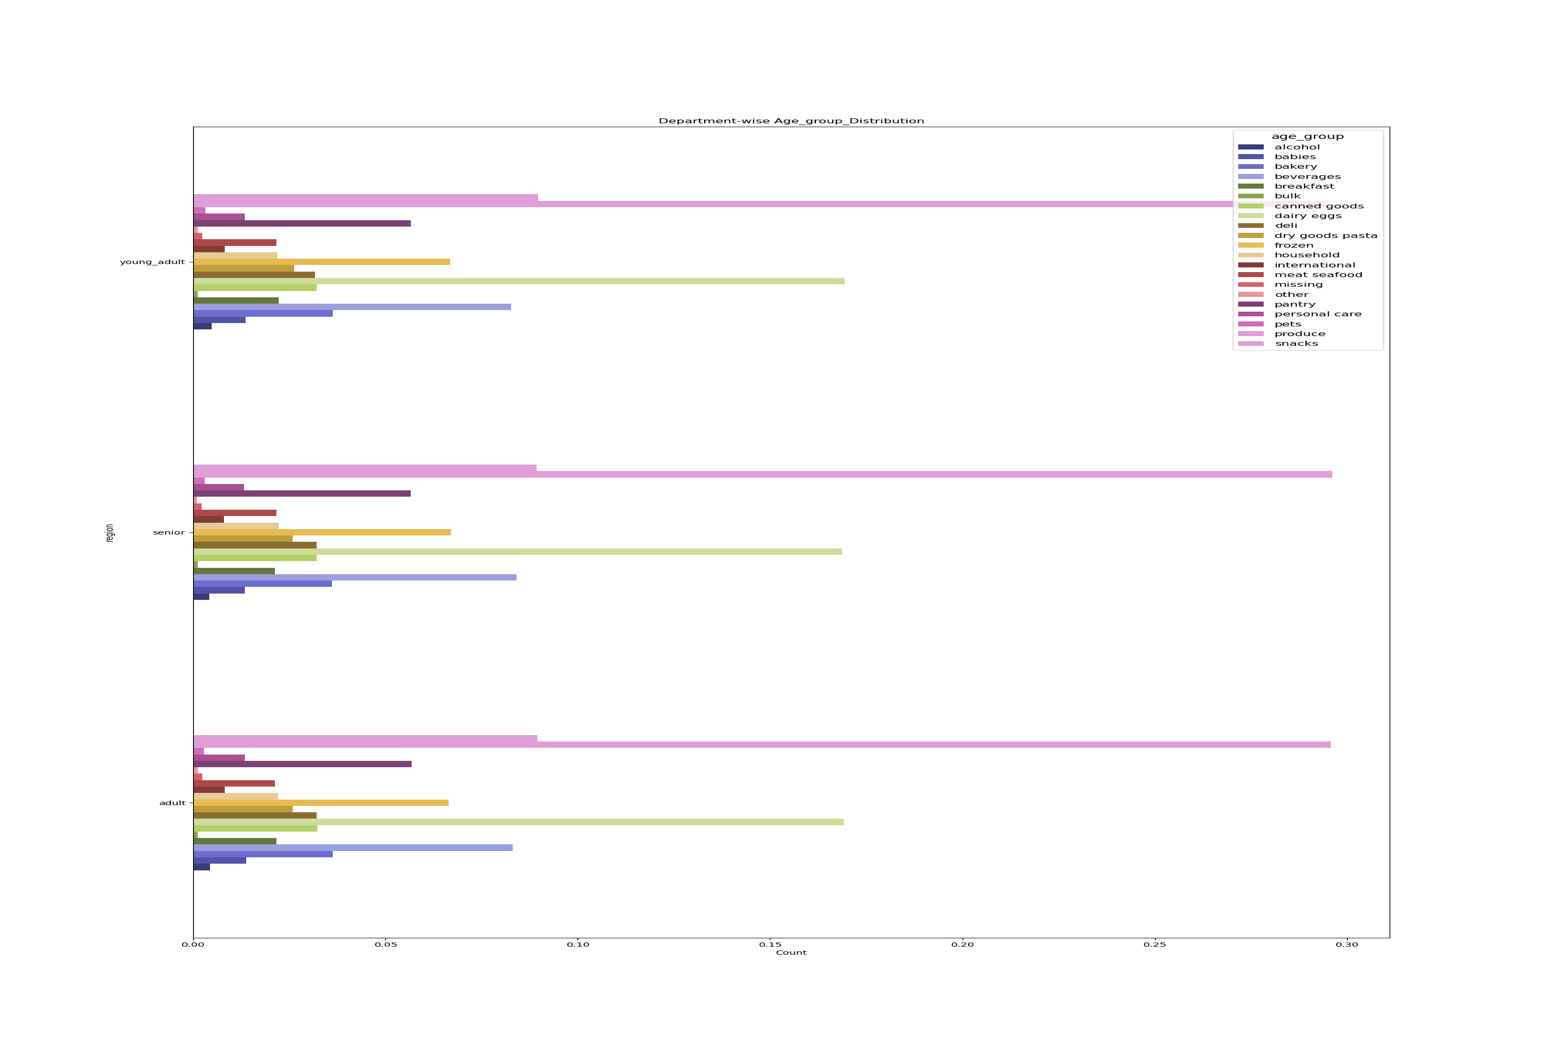 Department-wise Age_group_Distribution
age_group
alcohol
babies
bakery
beverages
breakfast
bulk
canned goods
dairy eggs
deli
dry goods pasta
frozen
household
international
meat seafood
missing
other
pantry
personal care
pets
produce
snacks
young_adult
senior
adult
region
0.00 0.05 0.10 0.15 0.20 0.25 0.30
Count